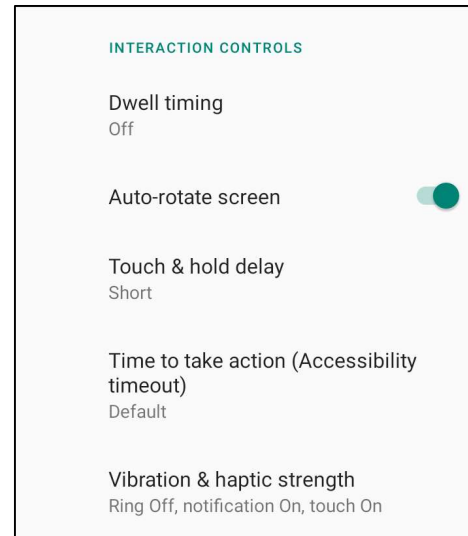 INTERACTION CONTROLS
Dwell timing
Off
Auto-rotate screen
Touch & hold delay
Short
Time to take action (Accessibility
timeout)
Default
Vibration & haptic strength
Ring Off, notification On, touch On